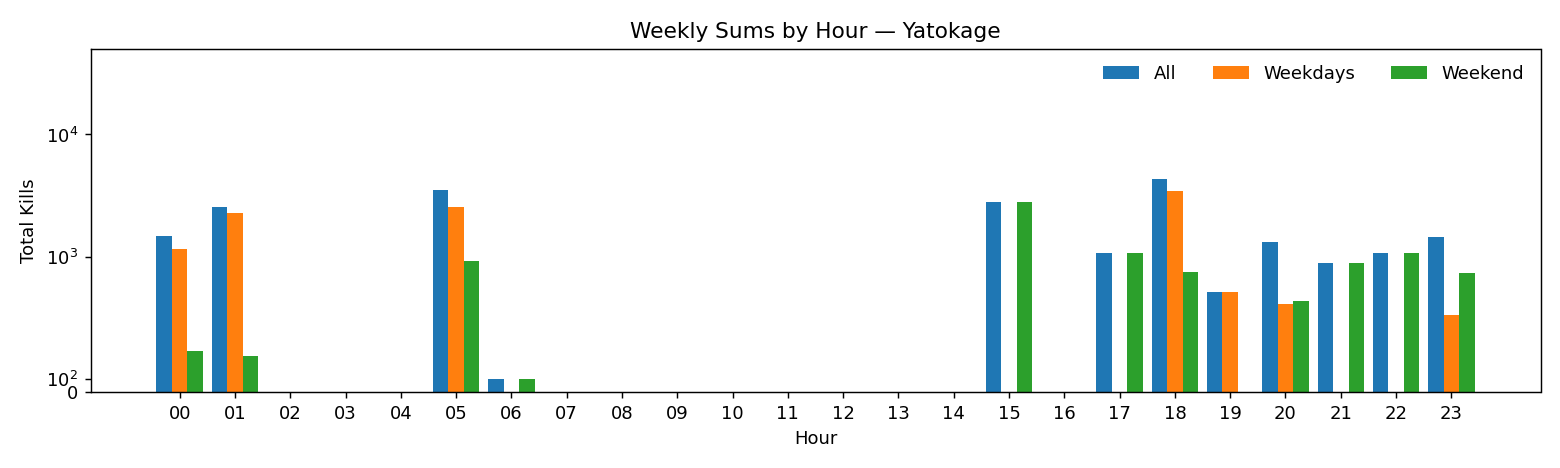 Weekly Sums by Hour — Yatokage
All Weekdays Weekend
Total Kills
10⁴
10³
10²
0
00 01 02 03 04 05 06 07 08 09 10 11 12 13 14 15 16 17 18 19 20 21 22 23
Hour